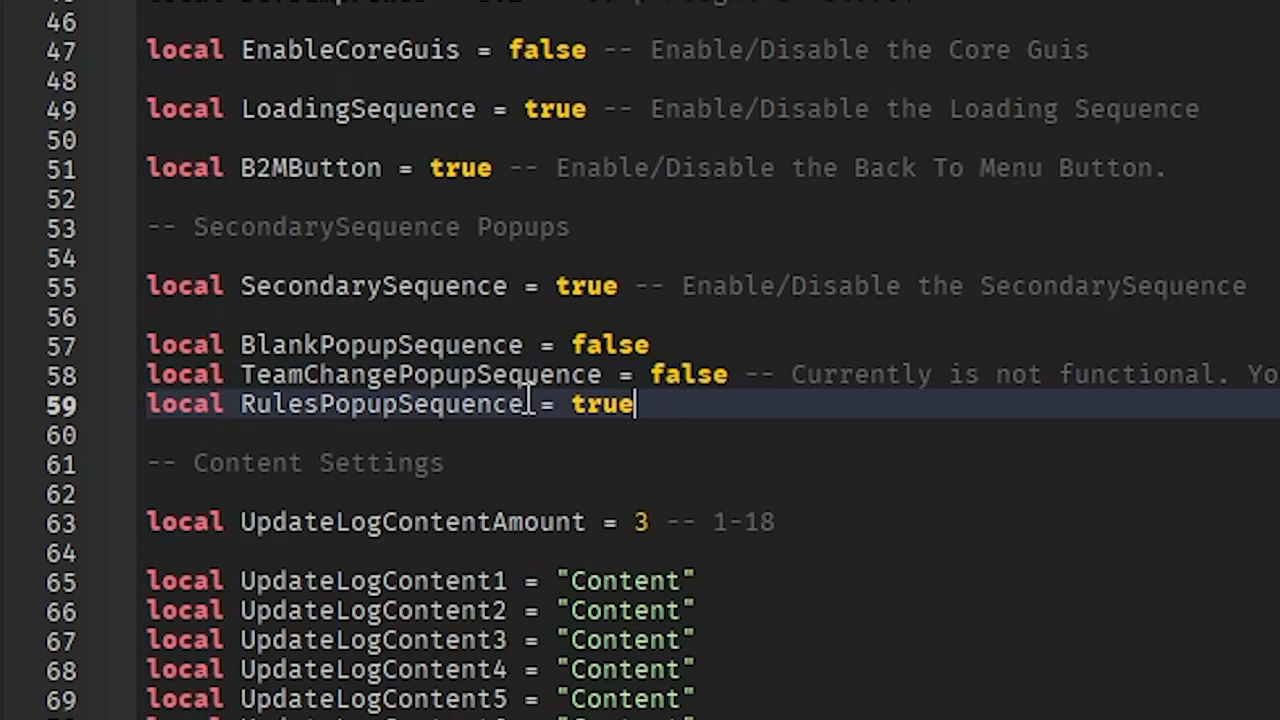 46
47 local EnableCoreGuis = false -- Enable/Disable the Core Guis
48
49 local LoadingSequence = true -- Enable/Disable the Loading Sequence
50
51 local B2MButton = true -- Enable/Disable the Back To Menu Button.
52
53 -- SecondarySequence Popups
54
55 local SecondarySequence = true -- Enable/Disable the SecondarySequence
56
57 local BlankPopupSequence = false
58 local TeamChangePopupSequence = false -- Currently is not functional. Yo
59 local RulesPopupSequence = true
60
61 -- Content Settings
62
63 local UpdateLogContentAmount = 3 -- 1-18
64
65 local UpdateLogContent1 = "Content"
66 local UpdateLogContent2 = "Content"
67 local UpdateLogContent3 = "Content"
68 local UpdateLogContent4 = "Content"
69 local UpdateLogContent5 = "Content"